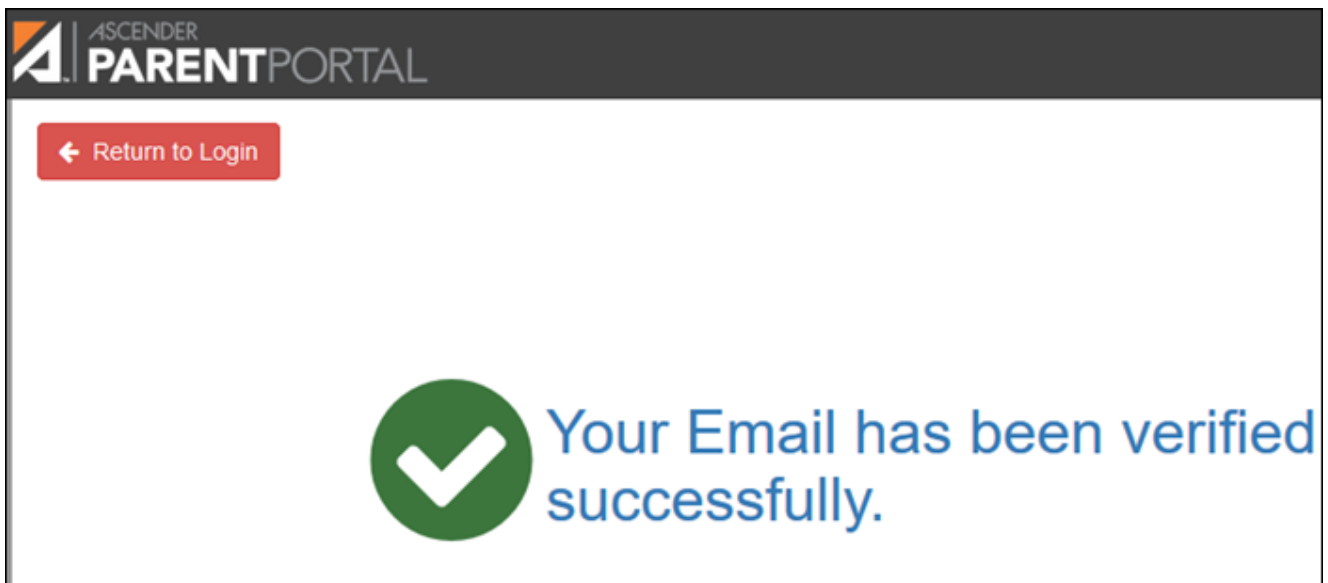 ASCENDER
PARENTPORTAL
Return to Login
Your Email has been verified
successfully.